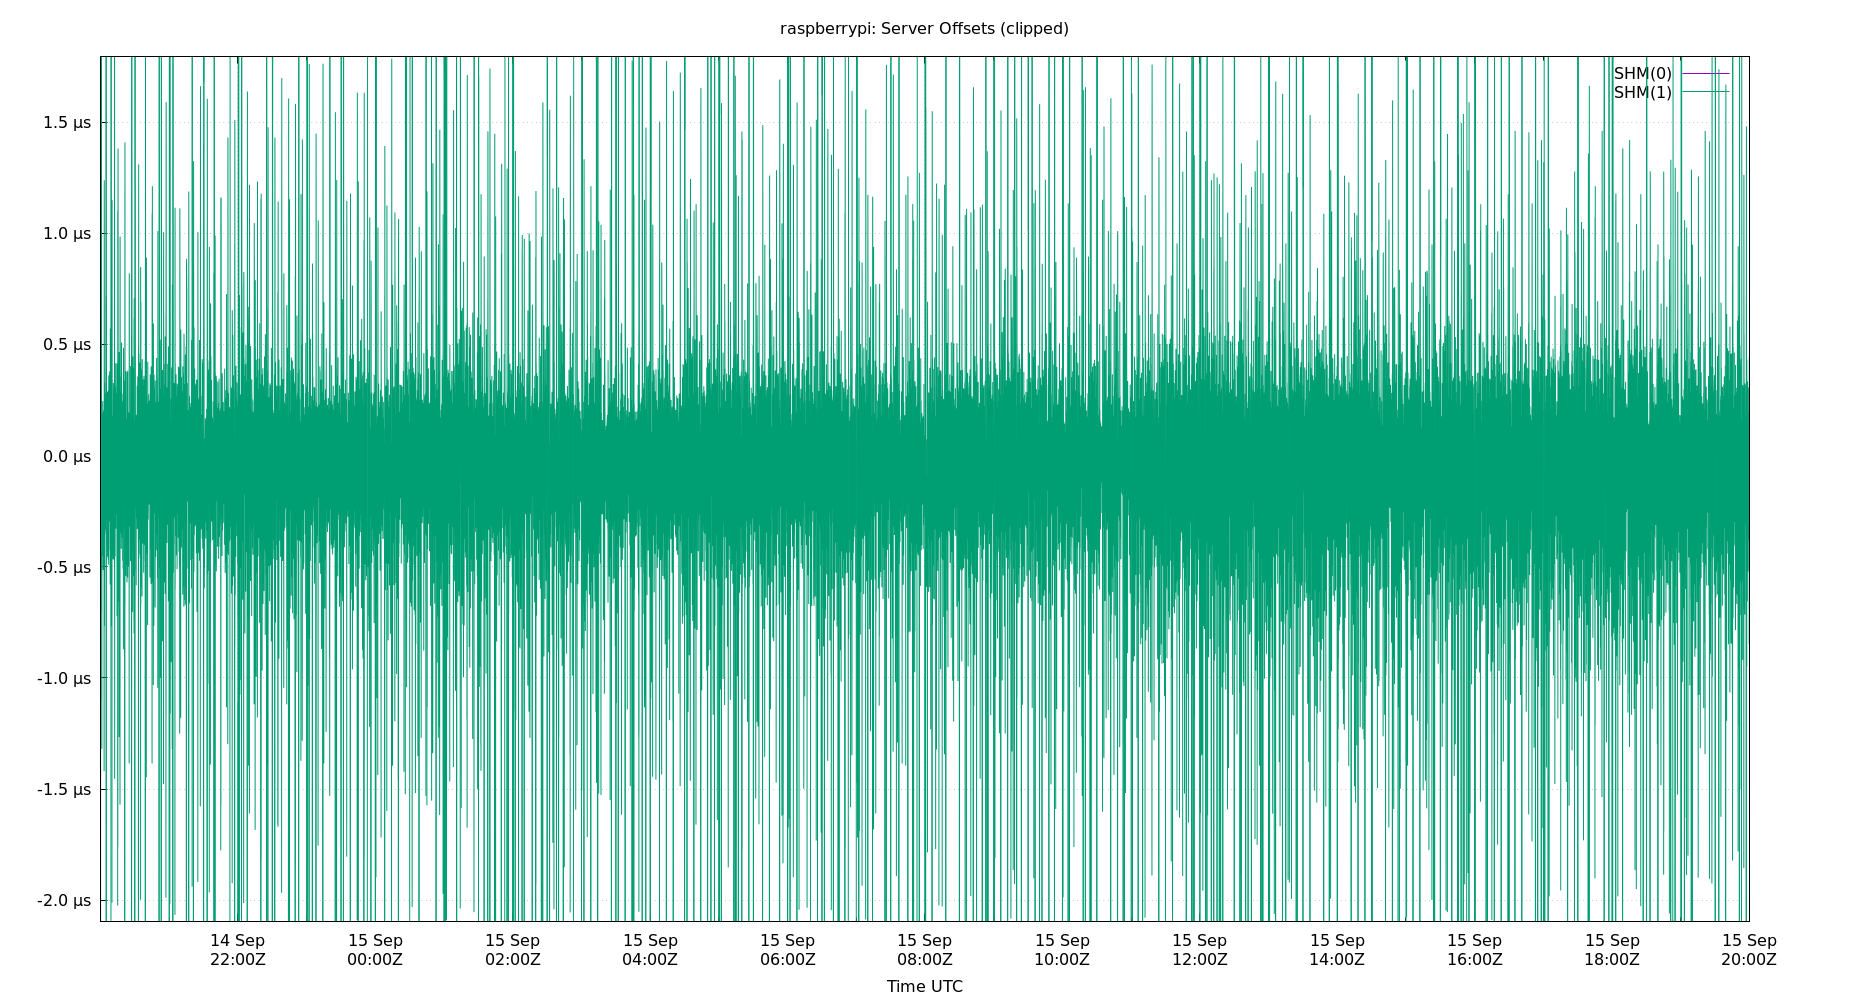 raspberrypi: Server Offsets (clipped)
SHM(0)
SHM(1)
1.5 µs
1.0 µs
0.5 µs
0.0 µs
-0.5 µs
-1.0 µs
-1.5 µs
-2.0 µs
14 Sep 15 Sep 15 Sep 15 Sep 15 Sep 15 Sep 15 Sep 15 Sep 15 Sep 15 Sep 15 Sep 15 Sep
22:00Z 00:00Z 02:00Z 04:00Z 06:00Z 08:00Z 10:00Z 12:00Z 14:00Z 16:00Z 18:00Z 20:00Z
Time UTC